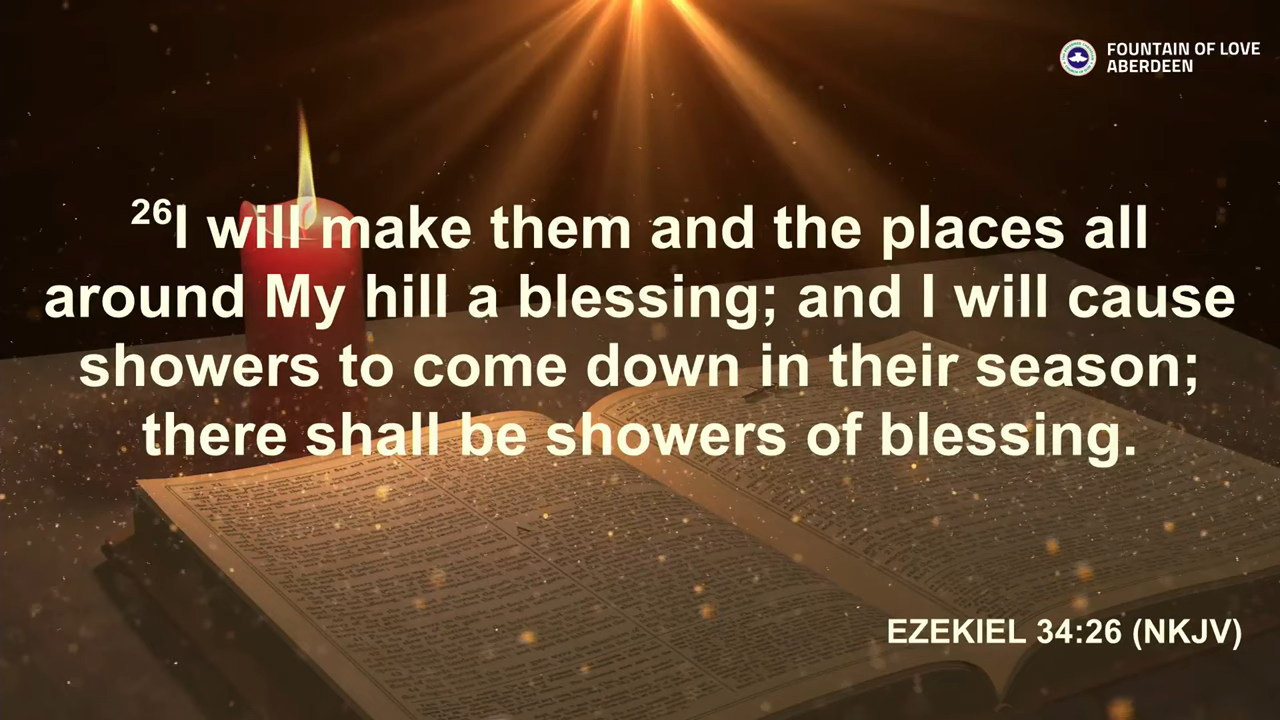 FOUNTAIN OF LOVE
ABERDEEN
26I will make them and the places all
around My hill a blessing; and I will cause
showers to come down in their season;
there shall be showers of blessing.
EZEKIEL 34:26 (NKJV)